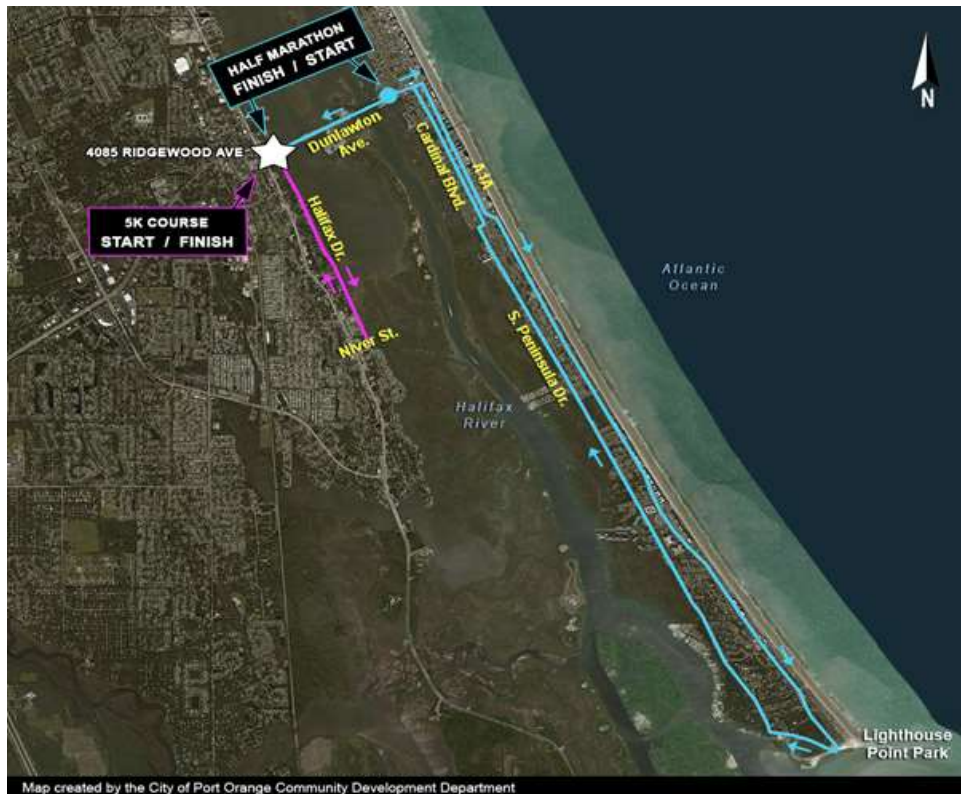 HALF MARATHON
FINISH / START
N
4085 RIDGEWOOD AVE
Dunlawton
Ave.
Cardinal Blvd.
A1A
5K COURSE
START / FINISH
Halifax Dr.
Atlantic
Ocean
Niver St.
S. Peninsula Dr.
Halifax
River
Lighthouse
Point Park
Map created by the City of Port Orange Community Development Department